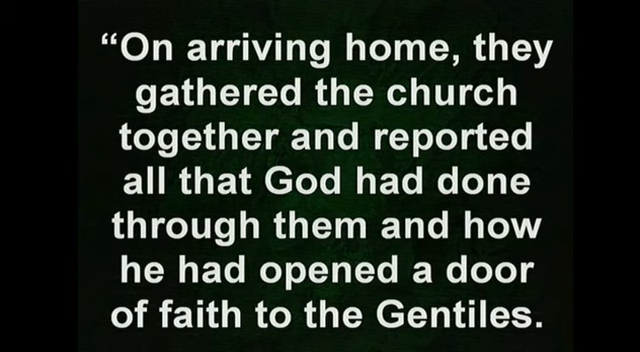 “On arriving home, they
gathered the church
together and reported
all that God had done
through them and how
he had opened a door
of faith to the Gentiles.